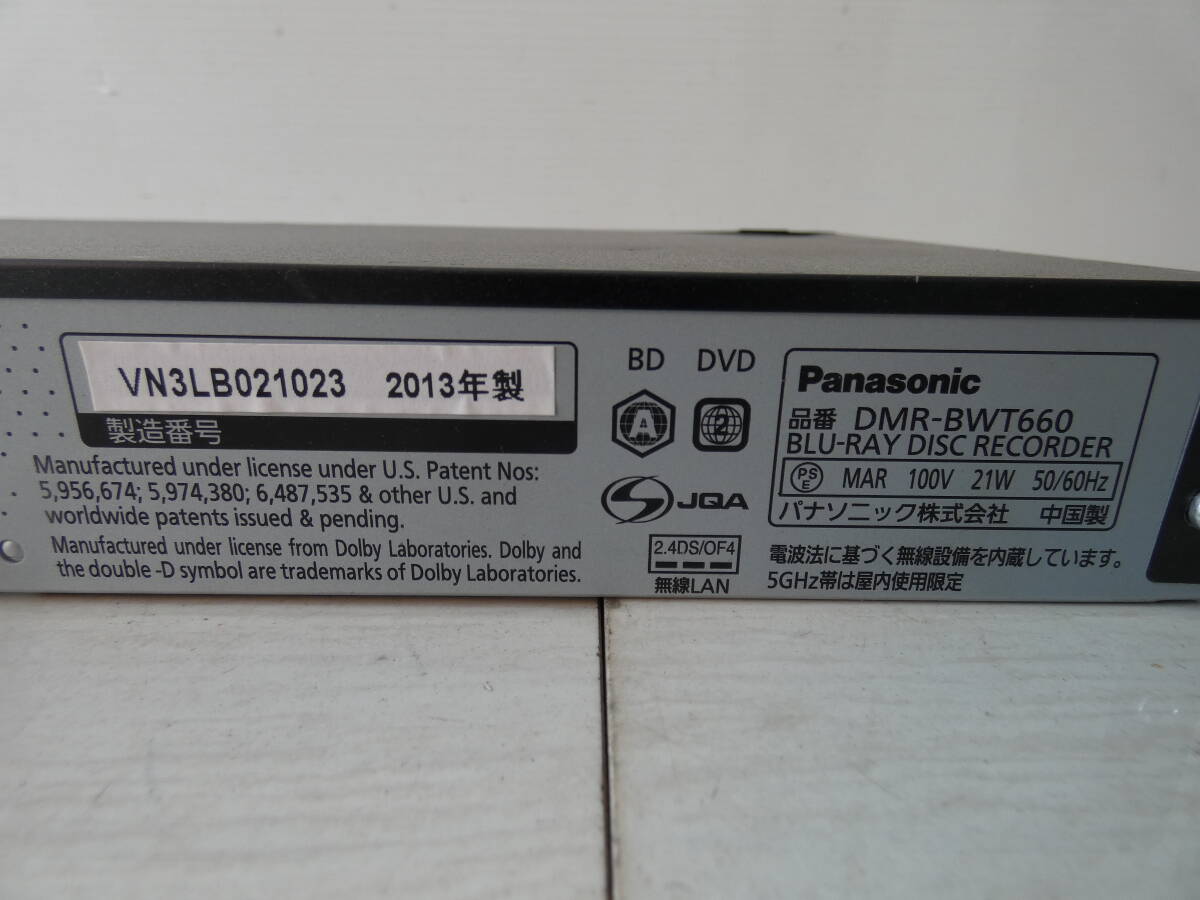 VN3LB021023 2013年製
製造番号
Manufactured under license under U.S. Patent Nos:
5,956,674; 5,974,380; 6,487,535 & other U.S. and
worldwide patents issued & pending.
Manufactured under license from Dolby Laboratories. Dolby and
the double -D symbol are trademarks of Dolby Laboratories.
BD DVD
A 2
JQA
2.4DS/OF4
無線LAN
Panasonic
品番 DMR-BWT660
BLU-RAY DISC RECORDER
PSE MAR 100V 21W 50/60Hz
パナソニック株式会社 中国製
電波法に基づく無線設備を内蔵しています。
5GHz帯は屋内使用限定